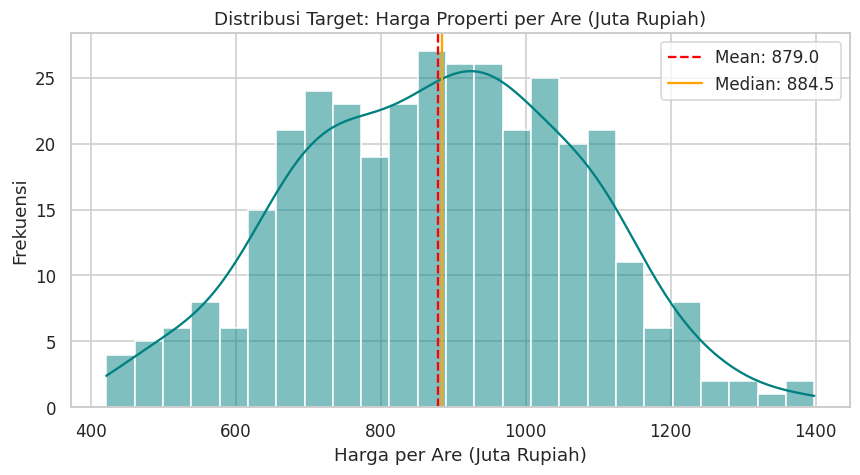 Distribusi Target: Harga Properti per Are (Juta Rupiah)
Mean: 879.0
Median: 884.5
Frekuensi
25
20
15
10
5
0
400
600
800
1000
1200
1400
Harga per Are (Juta Rupiah)